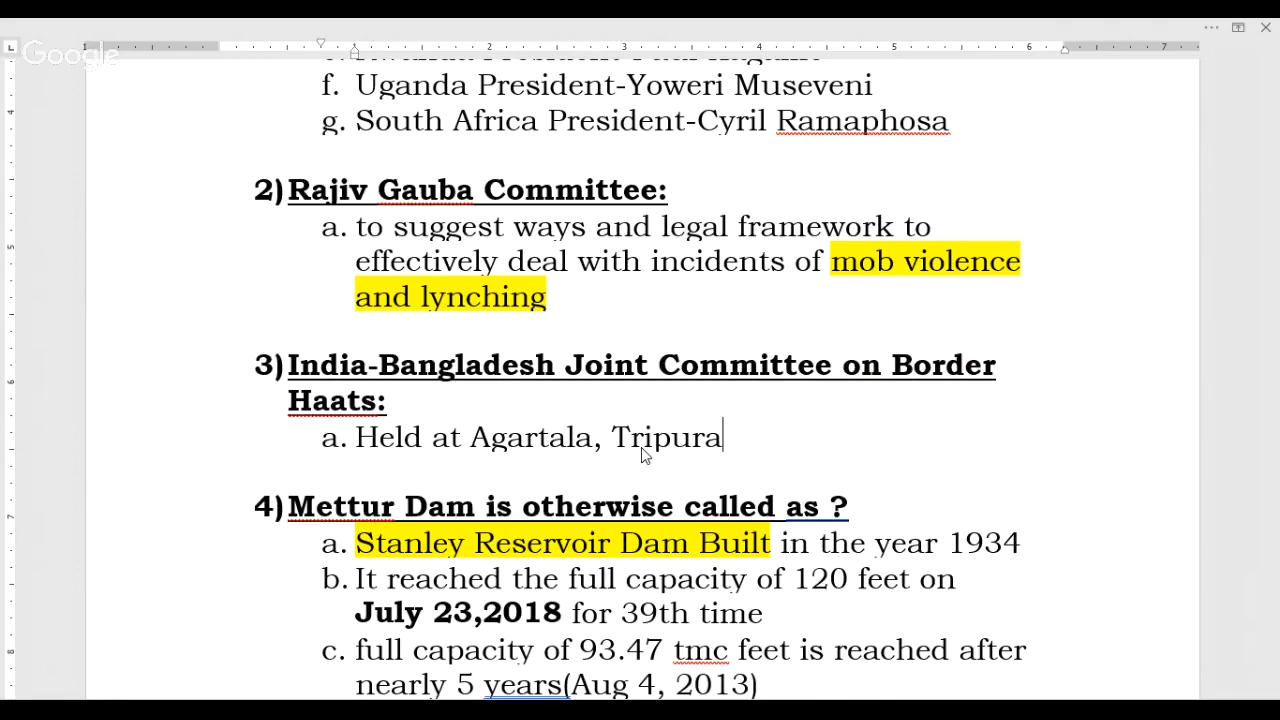 Google
f. Uganda President-Yoweri Museveni
g. South Africa President-Cyril Ramaphosa
2) Rajiv Gauba Committee:
a. to suggest ways and legal framework to
effectively deal with incidents of mob violence
and lynching
3) India-Bangladesh Joint Committee on Border
Haats:
a. Held at Agartala, Tripura
4) Mettur Dam is otherwise called as ?
a. Stanley Reservoir Dam Built in the year 1934
b. It reached the full capacity of 120 feet on
July 23,2018 for 39th time
c. full capacity of 93.47 tmc feet is reached after
nearly 5 years(Aug 4, 2013)